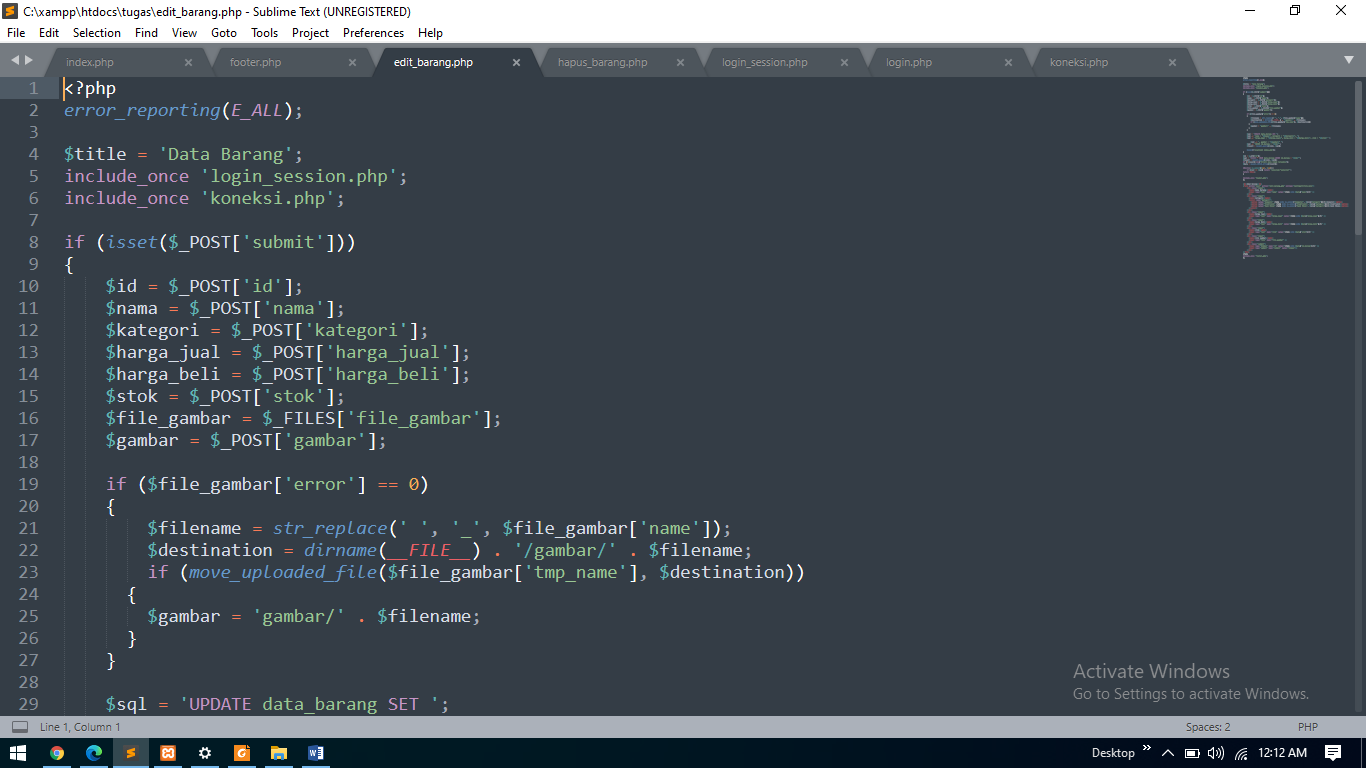 C:\xampp\htdocs\tugas\edit_barang.php - Sublime Text (UNREGISTERED)
File Edit Selection Find View Goto Tools Project Preferences Help
index.php footer.php edit_barang.php hapus_barang.php login_session.php login.php koneksi.php
1 <?php
2 error_reporting(E_ALL);
3
4 $title = 'Data Barang';
5 include_once 'login_session.php';
6 include_once 'koneksi.php';
7
8 if (isset($_POST['submit']))
9 {
10 $id = $_POST['id'];
11 $nama = $_POST['nama'];
12 $kategori = $_POST['kategori'];
13 $harga_jual = $_POST['harga_jual'];
14 $harga_beli = $_POST['harga_beli'];
15 $stok = $_POST['stok'];
16 $file_gambar = $_FILES['file_gambar'];
17 $gambar = $_POST['gambar'];
18
19 if ($file_gambar['error'] == 0)
20 {
21 $filename = str_replace(' ', '_', $file_gambar['name']);
22 $destination = dirname(__FILE__) . '/gambar/' . $filename;
23 if (move_uploaded_file($file_gambar['tmp_name'], $destination))
24 {
25 $gambar = 'gambar/' . $filename;
26 }
27 }
28
29 $sql = 'UPDATE data_barang SET ';
Activate Windows
Go to Settings to activate Windows.
Line 1, Column 1 Spaces: 2 PHP
Desktop 12:12 AM